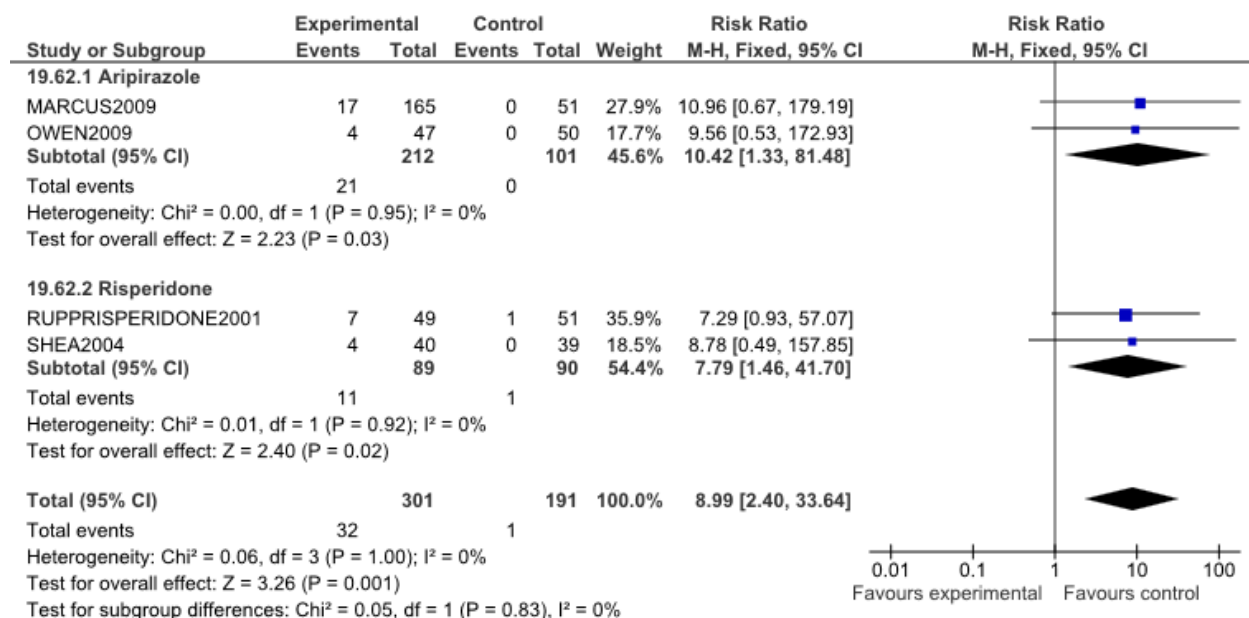 Experimental Control Risk Ratio Risk Ratio
Study or Subgroup Events Total Events Total Weight M-H, Fixed, 95% CI M-H, Fixed, 95% CI
19.62.1 Aripirazole
MARCUS2009 17 165 0 51 27.9% 10.96 [0.67, 179.19]
OWEN2009 4 47 0 50 17.7% 9.56 [0.53, 172.93]
Subtotal (95% CI) 212 101 45.6% 10.42 [1.33, 81.48]
Total events 21 0
Heterogeneity: Chi² = 0.00, df = 1 (P = 0.95); I² = 0%
Test for overall effect: Z = 2.23 (P = 0.03)
19.62.2 Risperidone
RUPPRISPERIDONE2001 7 49 1 51 35.9% 7.29 [0.93, 57.07]
SHEA2004 4 40 0 39 18.5% 8.78 [0.49, 157.85]
Subtotal (95% CI) 89 90 54.4% 7.79 [1.46, 41.70]
Total events 11 1
Heterogeneity: Chi² = 0.01, df = 1 (P = 0.92); I² = 0%
Test for overall effect: Z = 2.40 (P = 0.02)
Total (95% CI) 301 191 100.0% 8.99 [2.40, 33.64]
Total events 32 1
Heterogeneity: Chi² = 0.06, df = 3 (P = 1.00); I² = 0%
Test for overall effect: Z = 3.26 (P = 0.001)
Test for subgroup differences: Chi² = 0.05, df = 1 (P = 0.83), I² = 0%
0.01 0.1 1 10 100
Favours experimental Favours control